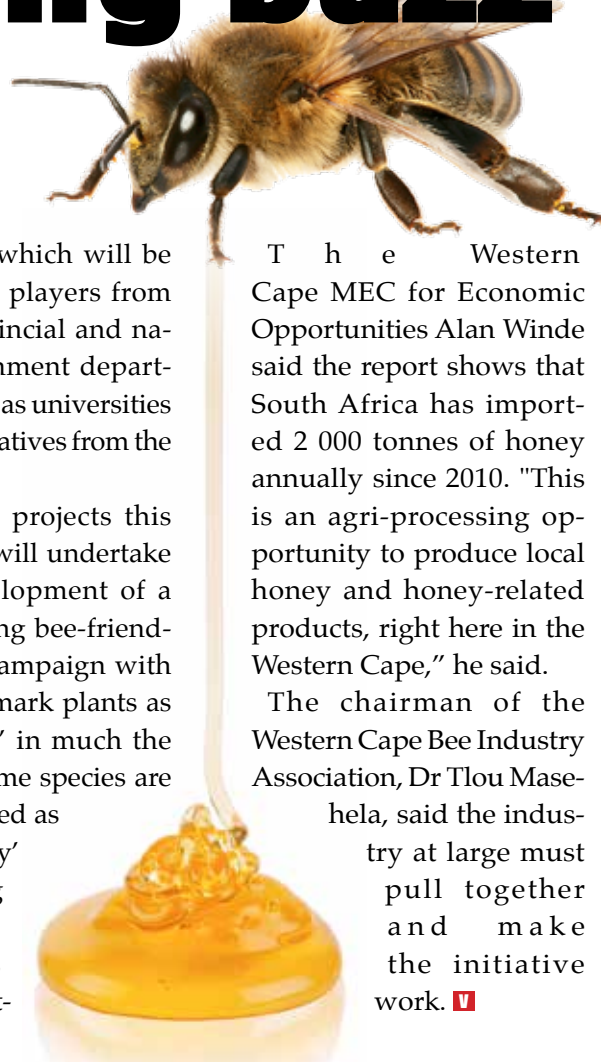 ng buzz
which will be
players from
incial and na-
nment depart-
as universities
atives from the
projects this
will undertake
lopment of a
ng bee-friend-
ampaign with
mark plants as
’ in much the
me species are
ed as
y’
g
t-
T h e Western
Cape MEC for Economic
Opportunities Alan Winde
said the report shows that
South Africa has import-
ed 2 000 tonnes of honey
annually since 2010. "This
is an agri-processing op-
portunity to produce local
honey and honey-related
products, right here in the
Western Cape,” he said.
The chairman of the
Western Cape Bee Industry
Association, Dr Tlou Mase-
hela, said the indus-
try at large must
pull together
and make
the initiative
work. V